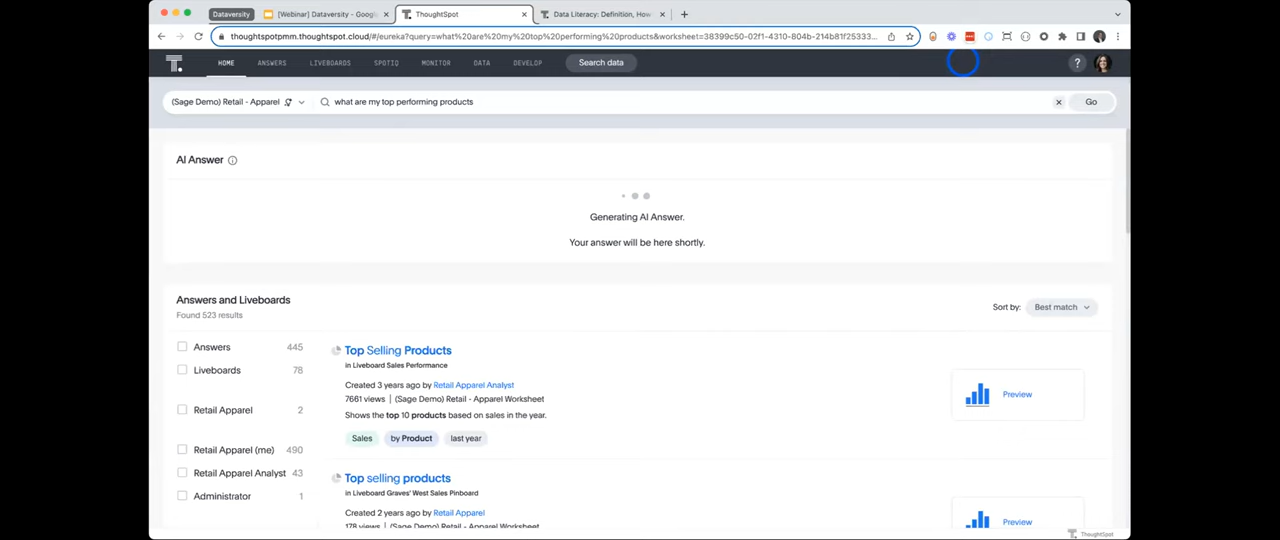 Dataversity
[Webinar] Dataversity - Googl
ThoughtSpot
Data Literacy: Definition, How
thoughtspotpmm.thoughtspot.cloud/#/eureka?query=what%20are%20my%20top%20performing%20products&worksheet=38399c50-02f1-4310-804b-214b81f25333...
HOME
ANSWERS
LIVEBOARDS
SPOTIQ
MONITOR
DATA
DEVELOP
Search data
?
(Sage Demo) Retail - Apparel
what are my top performing products
Go
AI Answer
Generating AI Answer.
Your answer will be here shortly.
Answers and Liveboards
Found 523 results
Sort by:
Best match
Answers 445
Liveboards 78
Retail Apparel 2
Retail Apparel (me) 490
Retail Apparel Analyst 43
Administrator 1
Top Selling Products
in Liveboard Sales Performance
Created 3 years ago by Retail Apparel Analyst
7661 views | (Sage Demo) Retail - Apparel Worksheet
Shows the top 10 products based on sales in the year.
Sales
by Product
last year
Preview
Top selling products
in Liveboard Graves' West Sales Pinboard
Created 2 years ago by Retail Apparel
178 views | (Sage Demo) Retail - Apparel Worksheet
Preview
ThoughtSpot